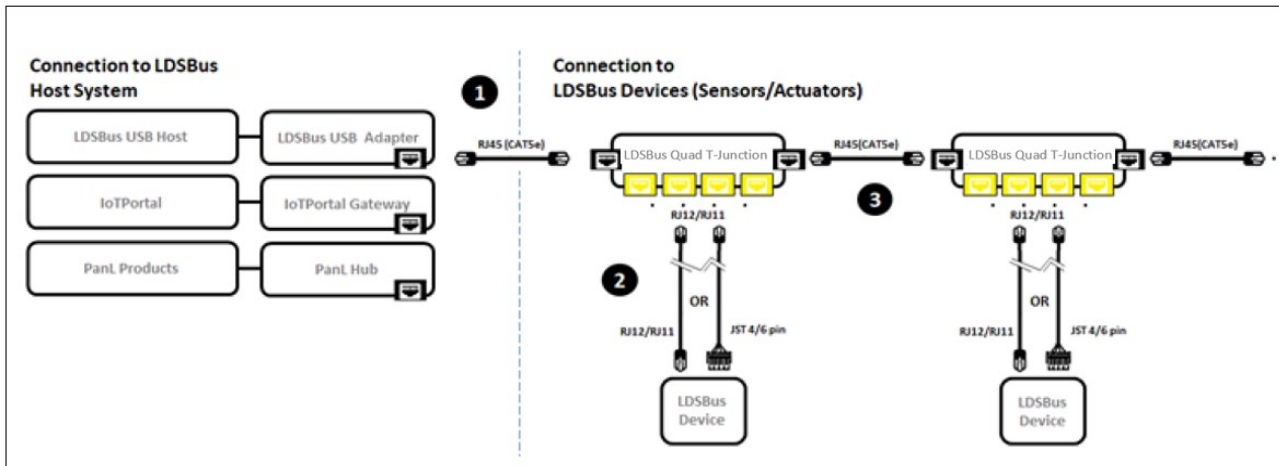 Connection to LDSBus
Host System
1
Connection to
LDSBus Devices (Sensors/Actuators)
LDSBus USB Host
LDSBus USB Adapter
RJ45 (CAT5e)
LDSBus Quad T-Junction
RJ45(CAT5e)
LDSBus Quad T-Junction
RJ45(CAT5e)
IoTPortal
IoTPortal Gateway
3
RJ12/RJ11
RJ12/RJ11
PanL Products
PanL Hub
2
OR
OR
RJ12/RJ11
JST 4/6 pin
RJ12/RJ11
JST 4/6 pin
LDSBus
Device
LDSBus
Device